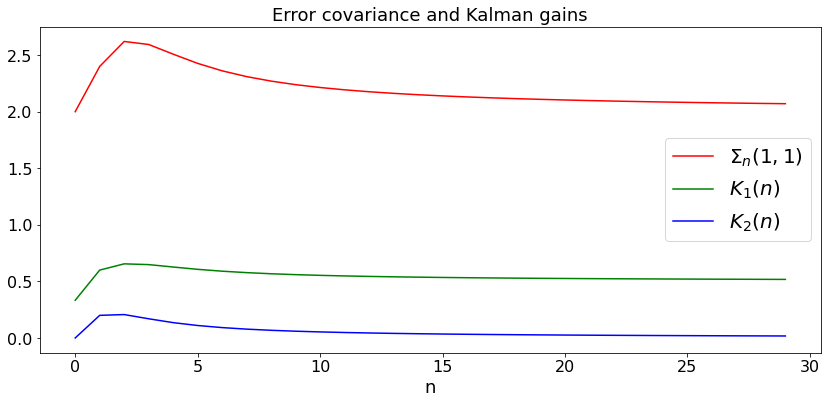 Error covariance and Kalman gains
2.5
2.0
1.5
1.0
0.5
0.0
Σₙ(1, 1)
K₁(n)
K₂(n)
0 5 10 15 20 25 30
n